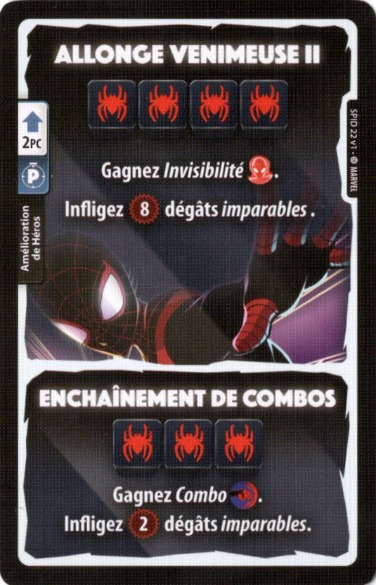 ALLONGE VENIMEUSE II
2PC
P
Amélioration
de Héros
SPID 22 V1 • © MARVEL
Gagnez Invisibilité .
Infligez 8 dégâts imparables .
ENCHAÎNEMENT DE COMBOS
Gagnez Combo .
Infligez 2 dégâts imparables.